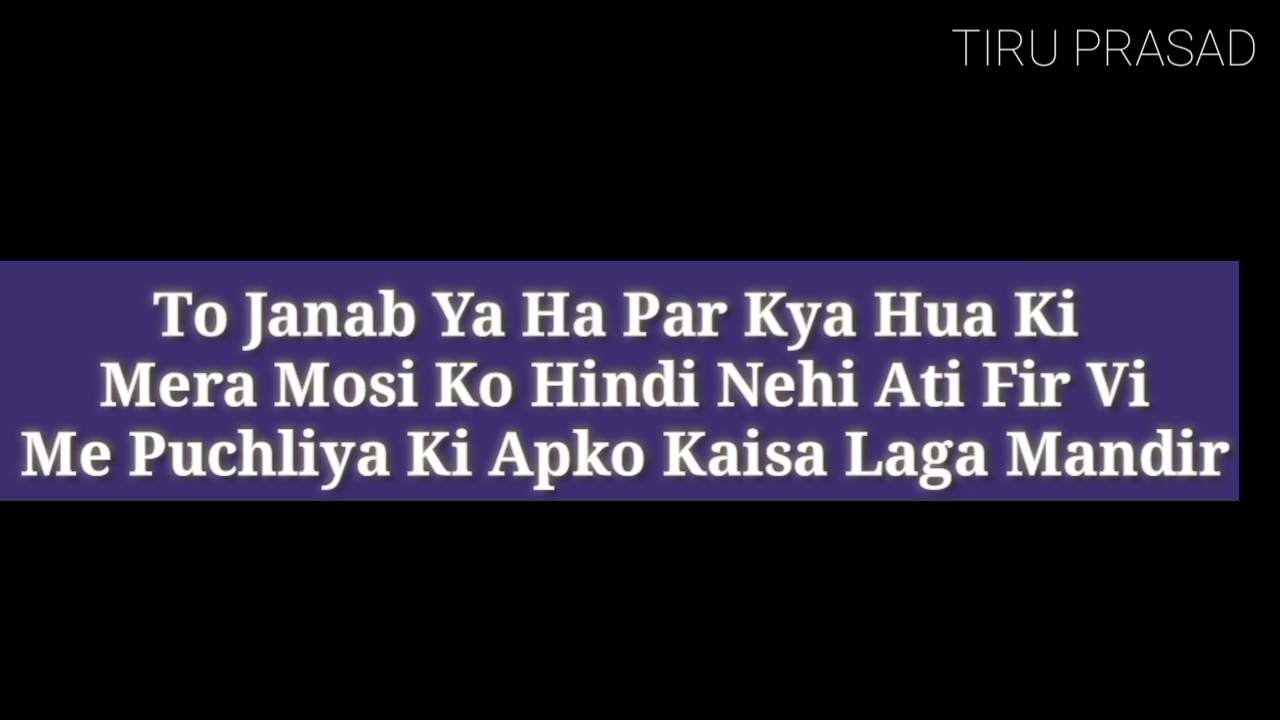 TIRU PRASAD
To Janab Ya Ha Par Kya Hua Ki
Mera Mosi Ko Hindi Nehi Ati Fir Vi
Me Puchliya Ki Apko Kaisa Laga Mandir